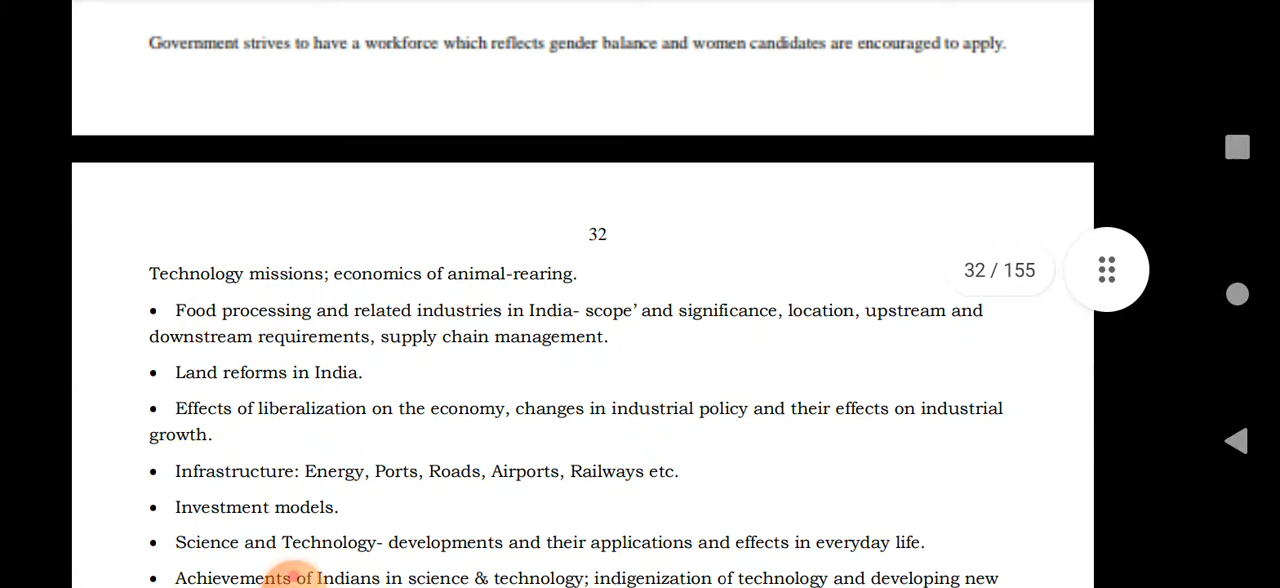 Government strives to have a workforce which reflects gender balance and women candidates are encouraged to apply.
32
Technology missions; economics of animal-rearing.
32 / 155
• Food processing and related industries in India- scope’ and significance, location, upstream and
downstream requirements, supply chain management.
• Land reforms in India.
• Effects of liberalization on the economy, changes in industrial policy and their effects on industrial
growth.
• Infrastructure: Energy, Ports, Roads, Airports, Railways etc.
• Investment models.
• Science and Technology- developments and their applications and effects in everyday life.
• Achievements of Indians in science & technology; indigenization of technology and developing new